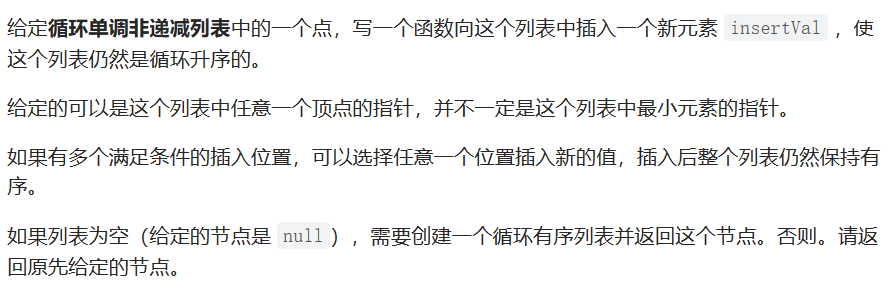 给定循环单调非递减列表中的一个点，写一个函数向这个列表中插入一个新元素 insertVal ，使
这个列表仍然是循环升序的。
给定的可以是这个列表中任意一个顶点的指针，并不一定是这个列表中最小元素的指针。
如果有多个满足条件的插入位置，可以选择任意一个位置插入新的值，插入后整个列表仍然保持有
序。
如果列表为空（给定的节点是 null），需要创建一个循环有序列表并返回这个节点。否则。请返
回原先给定的节点。